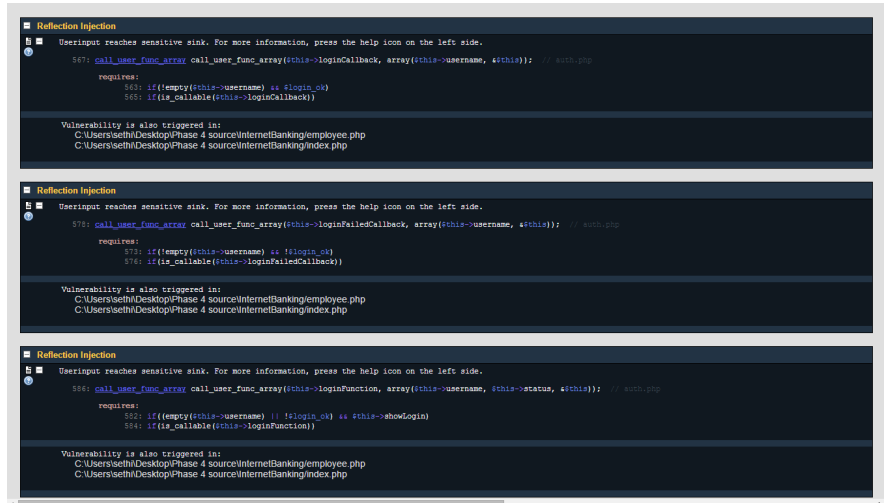 Reflection Injection
Userinput reaches sensitive sink. For more information, press the help icon on the left side.
567: call_user_func_array call_user_func_array($this->loginCallback, array($this->username, &$this)); // auth.php
requires:
563: if(!empty($this->username) && $login_ok)
565: if(is_callable($this->loginCallback))
Vulnerability is also triggered in:
C:\Users\sethi\Desktop\Phase 4 source\InternetBanking/employee.php
C:\Users\sethi\Desktop\Phase 4 source\InternetBanking/index.php
Reflection Injection
Userinput reaches sensitive sink. For more information, press the help icon on the left side.
578: call_user_func_array call_user_func_array($this->loginFailedCallback, array($this->username, &$this)); // auth.php
requires:
573: if(!empty($this->username) && !$login_ok)
576: if(is_callable($this->loginFailedCallback))
Vulnerability is also triggered in:
C:\Users\sethi\Desktop\Phase 4 source\InternetBanking/employee.php
C:\Users\sethi\Desktop\Phase 4 source\InternetBanking/index.php
Reflection Injection
Userinput reaches sensitive sink. For more information, press the help icon on the left side.
586: call_user_func_array call_user_func_array($this->loginFunction, array($this->username, $this->status, &$this)); // auth.php
requires:
582: if((empty($this->username) || !$login_ok) && $this->showLogin)
584: if(is_callable($this->loginFunction))
Vulnerability is also triggered in:
C:\Users\sethi\Desktop\Phase 4 source\InternetBanking/employee.php
C:\Users\sethi\Desktop\Phase 4 source\InternetBanking/index.php